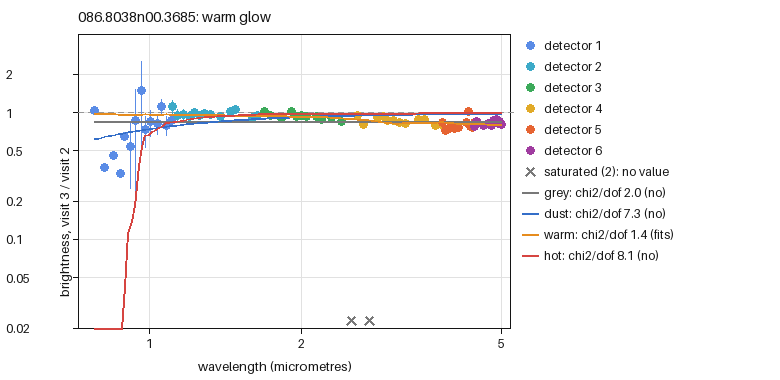 086.8038n00.3685: warm glow
brightness, visit 3 / visit 2
2
1
0.5
0.2
0.1
0.05
0.02
1
2
5
wavelength (micrometres)
detector 1
detector 2
detector 3
detector 4
detector 5
detector 6
saturated (2): no value
grey: chi2/dof 2.0 (no)
dust: chi2/dof 7.3 (no)
warm: chi2/dof 1.4 (fits)
hot: chi2/dof 8.1 (no)